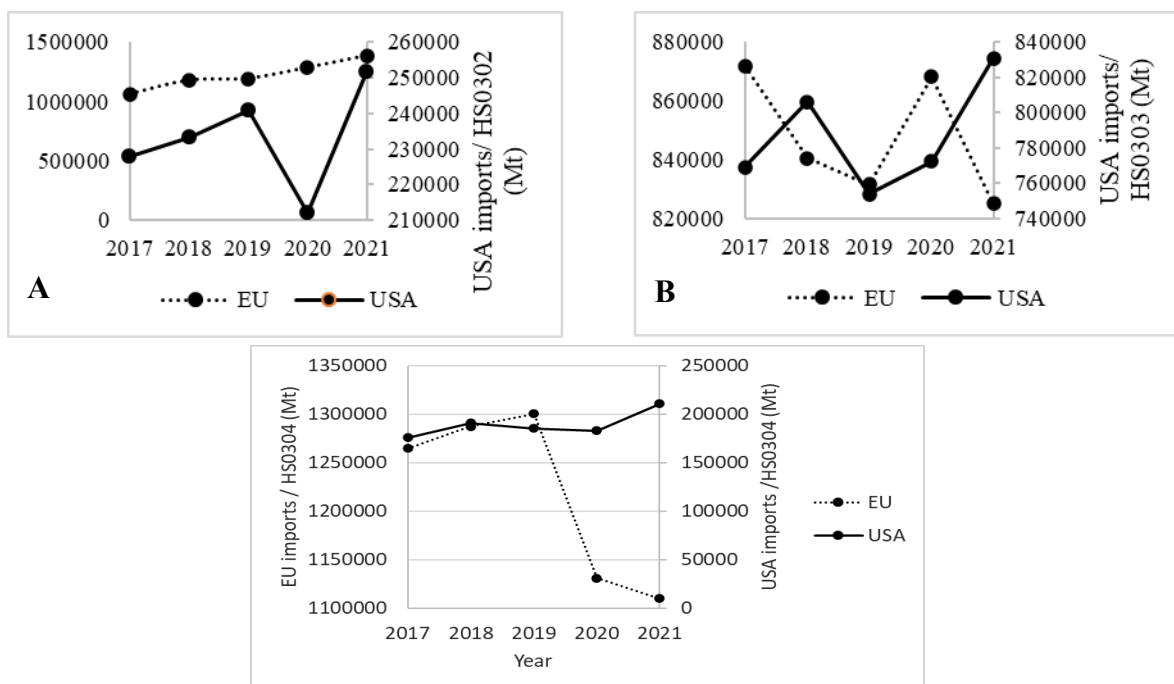 1500000
1000000
500000
0
260000
250000
240000
230000
220000
210000
USA imports/ HS0302
(Mt)
2017 2018 2019 2020 2021
A
EU USA
880000
860000
840000
820000
840000
820000
800000
780000
760000
740000
USA imports/
HS0303 (Mt)
2017 2018 2019 2020 2021
B
EU USA
EU imports / HS0304 (Mt)
1350000
1300000
1250000
1200000
1150000
1100000
250000
200000
150000
100000
50000
0
USA imports /HS0304 (Mt)
2017 2018 2019 2020 2021
Year
EU
USA